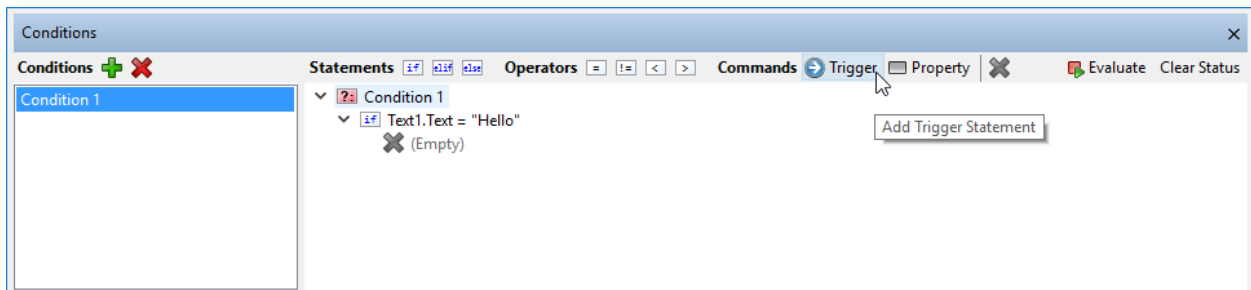 Conditions
Conditions Statements if elif else Operators = != < > Commands Trigger Property Evaluate Clear Status
Condition 1
?: Condition 1
if Text1.Text = "Hello"
(Empty)
Add Trigger Statement